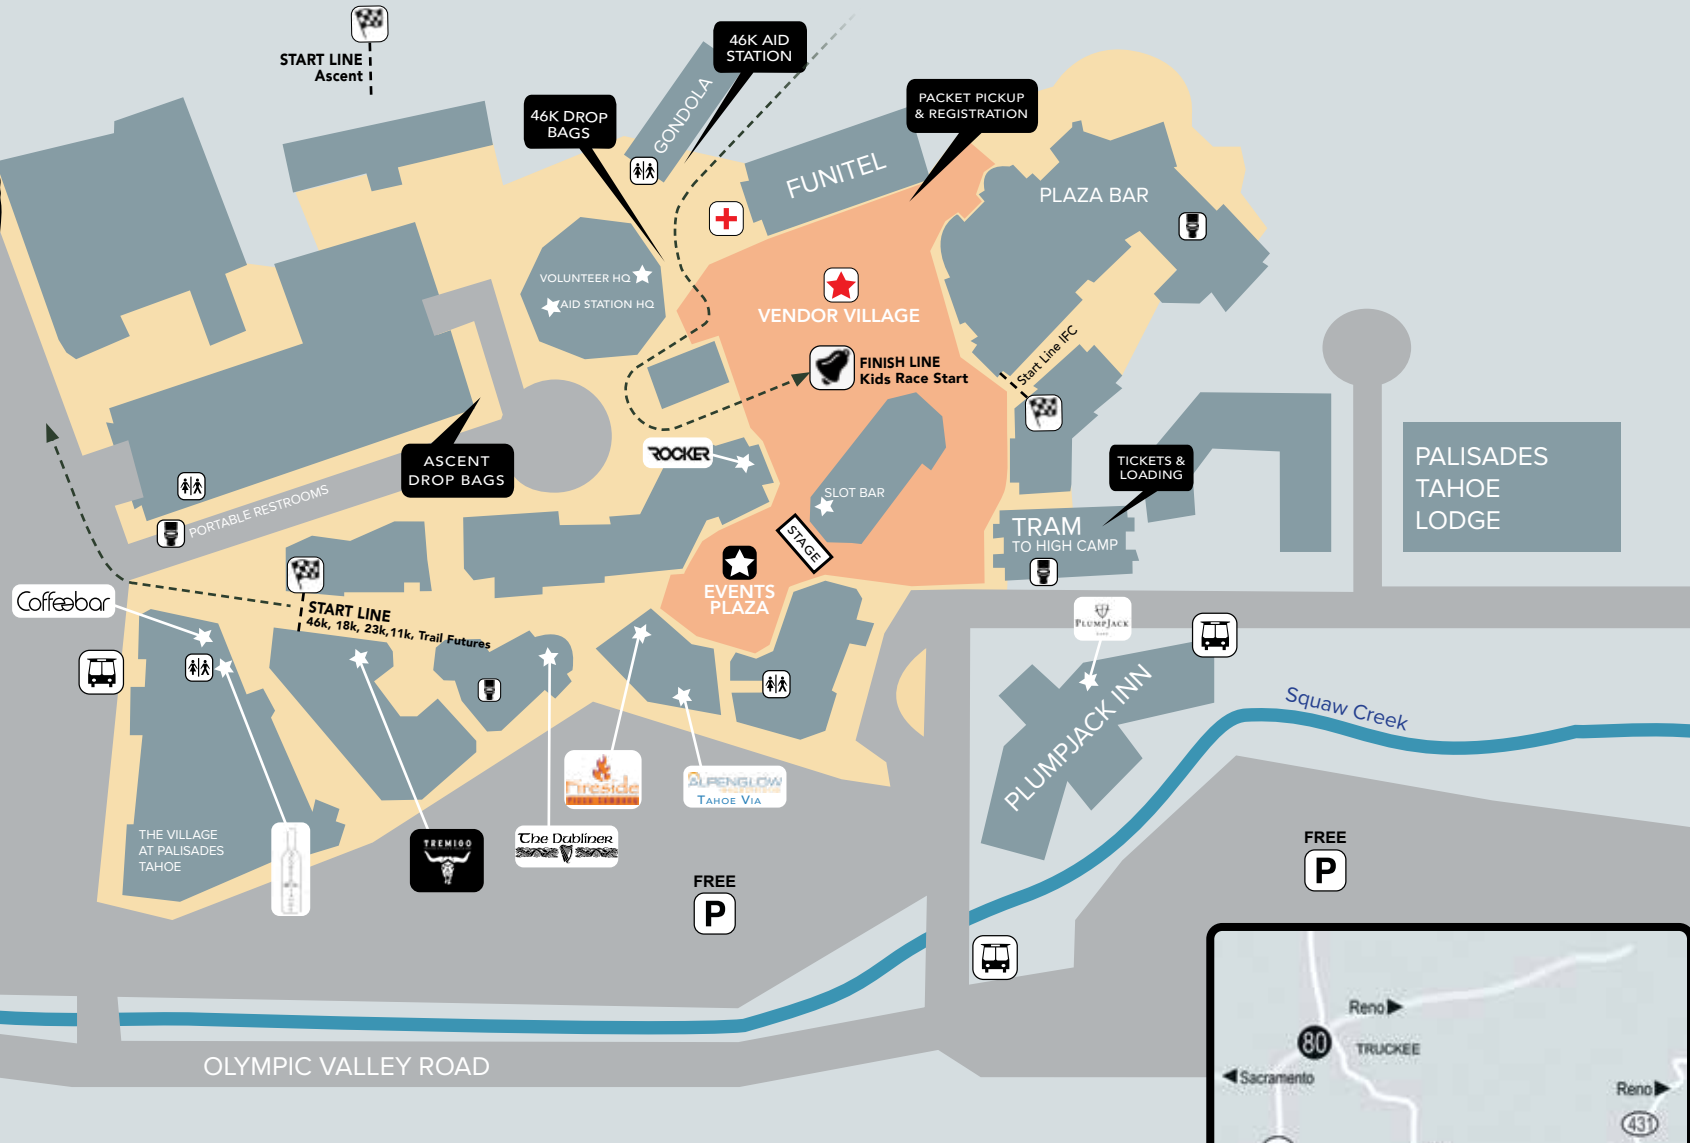 START LINE
Ascent
46K AID
STATION
46K DROP
BAGS
GONDOLA
PACKET PICKUP
& REGISTRATION
FUNITEL
PLAZA BAR
VOLUNTEER HQ
AID STATION HQ
VENDOR VILLAGE
FINISH LINE
Kids Race Start
Start Line IFC
ROCKER
ASCENT
DROP BAGS
TICKETS &
LOADING
PALISADES
TAHOE
LODGE
SLOT BAR
STAGE
PORTABLE RESTROOMS
TRAM
TO HIGH CAMP
EVENTS
PLAZA
Coffeebar
START LINE
46k, 18k, 23k,11k, Trail Futures
PLUMPJACK
PLUMPJACK INN
Squaw Creek
Fireside
PIZZA COMPANY
ALPENGLOW
TAHOE VIA
THE VILLAGE
AT PALISADES
TAHOE
TREMIGO
The Dubliner
FREE
P
FREE
P
OLYMPIC VALLEY ROAD
Reno
80
TRUCKEE
Sacramento
Reno
431